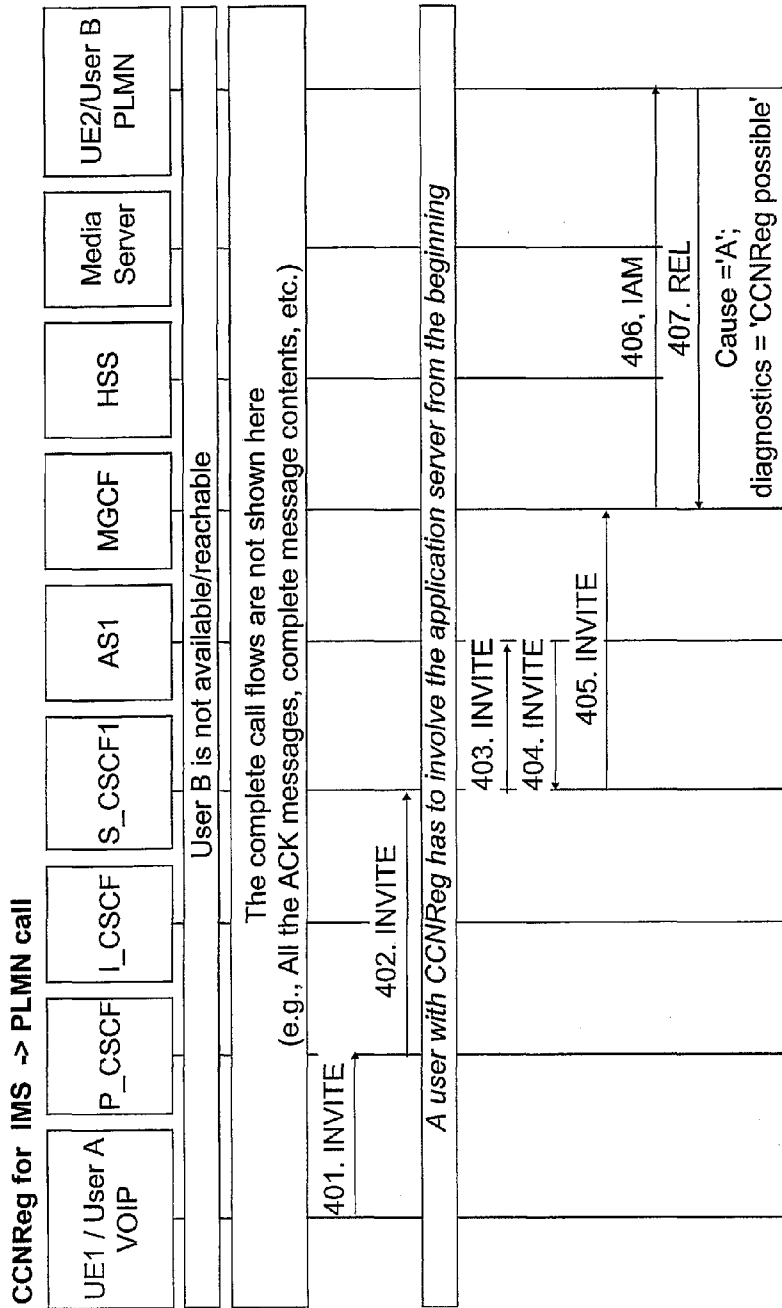 CCNReg for IMS -> PLMN call
UE1 / User A
VOIP
P_CSCF
I_CSCF
S_CSCF1
AS1
MGCF
HSS
Media
Server
UE2/User B
PLMN
User B is not available/reachable
The complete call flows are not shown here
(e.g., All the ACK messages, complete message contents, etc.)
401. INVITE
402. INVITE
A user with CCNReg has to involve the application server from the beginning
403. INVITE
404. INVITE
405. INVITE
406, IAM
407. REL
Cause ='A';
diagnostics = 'CCNReg possible'